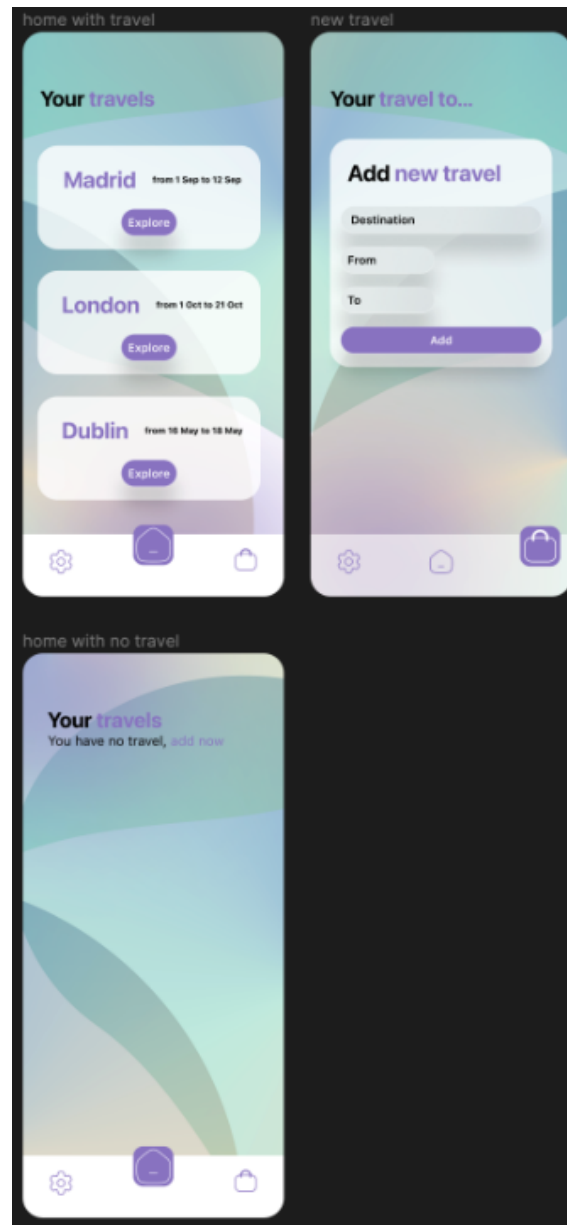 home with travel
Your travels
Madrid from 1 Sep to 12 Sep
Explore
London from 1 Oct to 21 Oct
Explore
Dublin from 16 May to 18 May
Explore
new travel
Your travel to...
Add new travel
Destination
From
To
Add
home with no travel
Your travels
You have no travel, add now